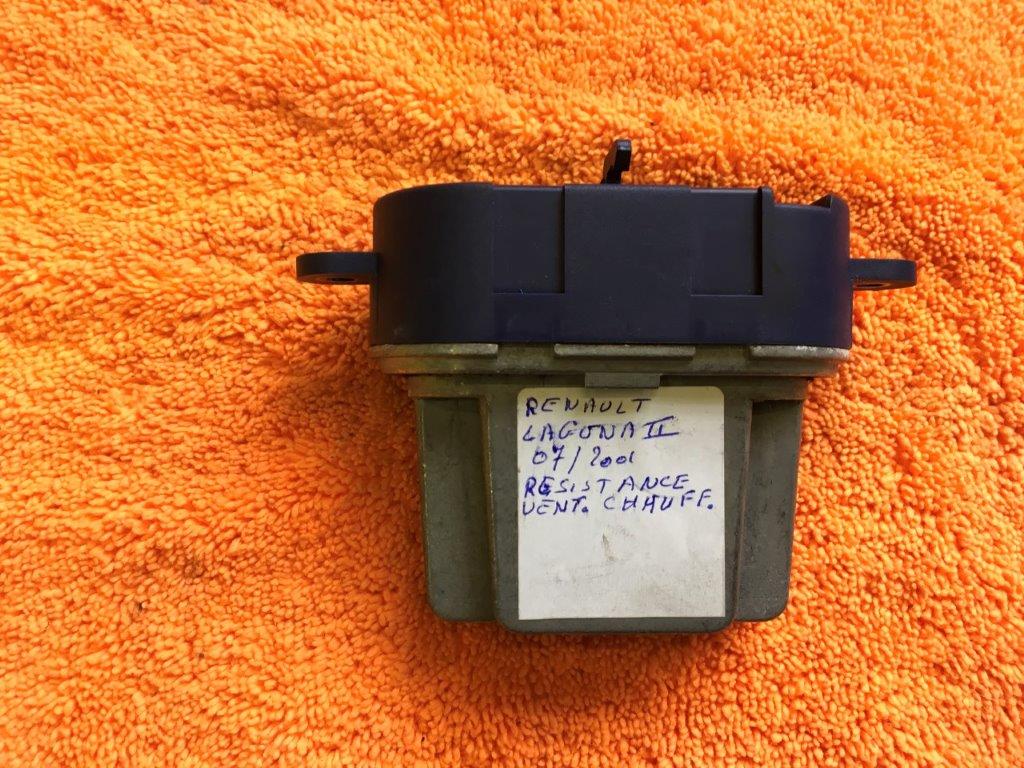 RENAULT
LAGUNA II
07/2001
RESISTANCE
VENT. CHAUFF.